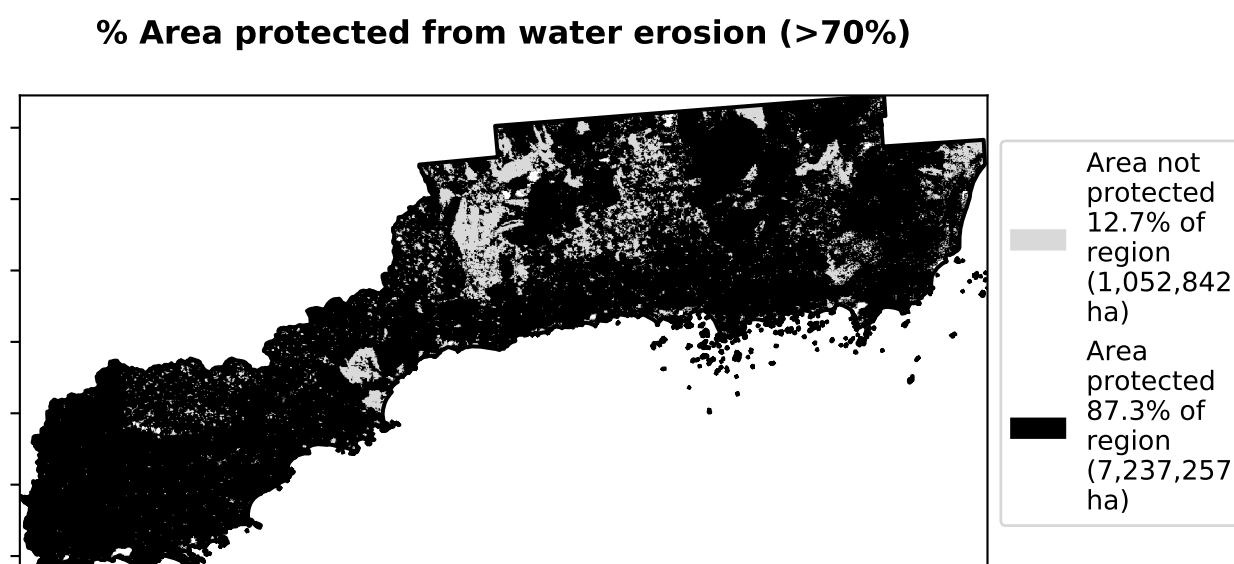 % Area protected from water erosion (>70%)
Area not
protected
12.7% of
region
(1,052,842
ha)
Area
protected
87.3% of
region
(7,237,257
ha)